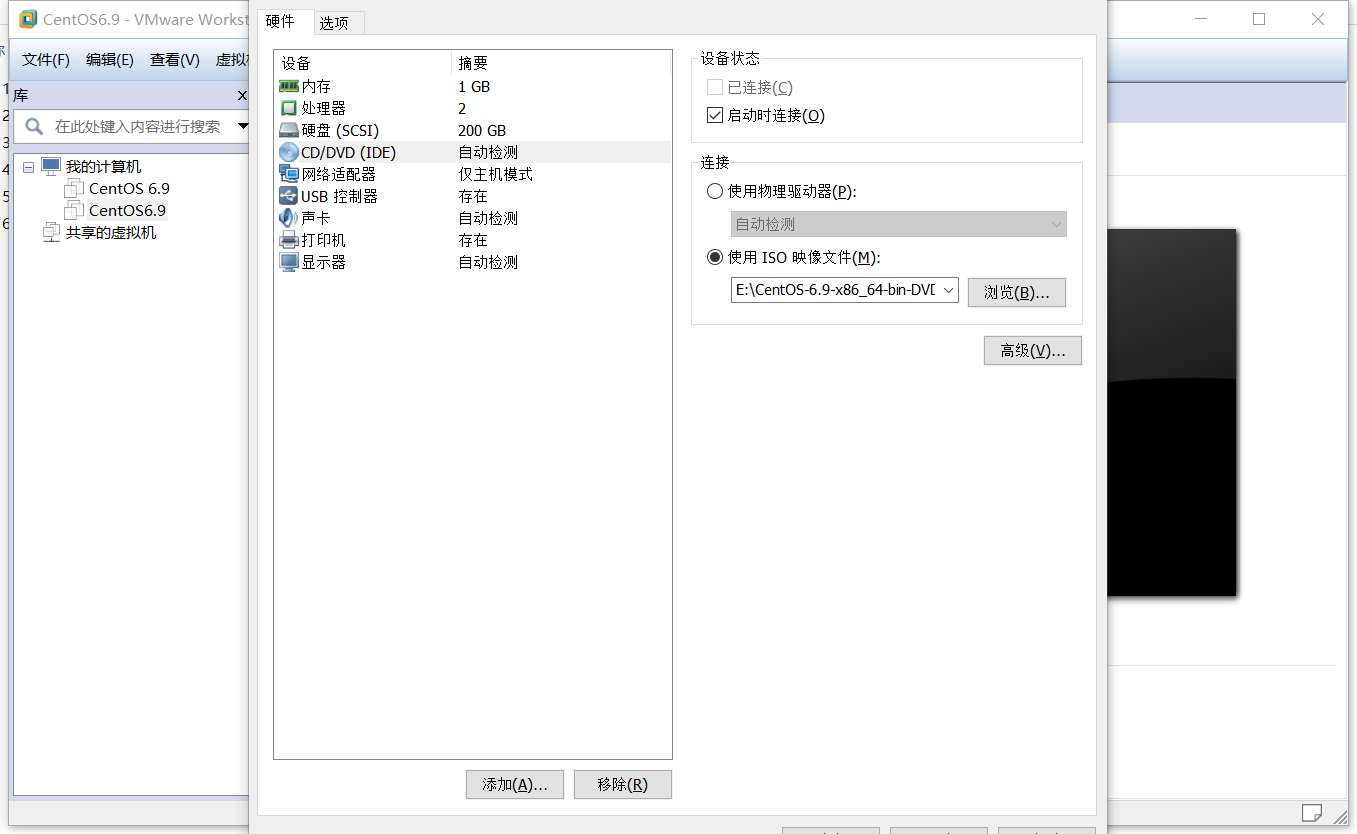 CentOS6.9 - VMware Workst
硬件
选项
文件(F) 编辑(E) 查看(V)
库 X
在此处键入内容进行搜索
我的计算机
CentOS 6.9
CentOS6.9
共享的虚拟机
设备 摘要
内存 1 GB
处理器 2
硬盘 (SCSI) 200 GB
CD/DVD (IDE) 自动检测
网络适配器 仅主机模式
USB 控制器 存在
声卡 自动检测
打印机 存在
显示器 自动检测
添加(A)... 移除(R)
设备状态
已连接(C)
启动时连接(O)
连接
使用物理驱动器(P):
自动检测
使用 ISO 映像文件(M):
E:\CentOS-6.9-x86_64-bin-DVD
浏览(B)...
高级(V)...